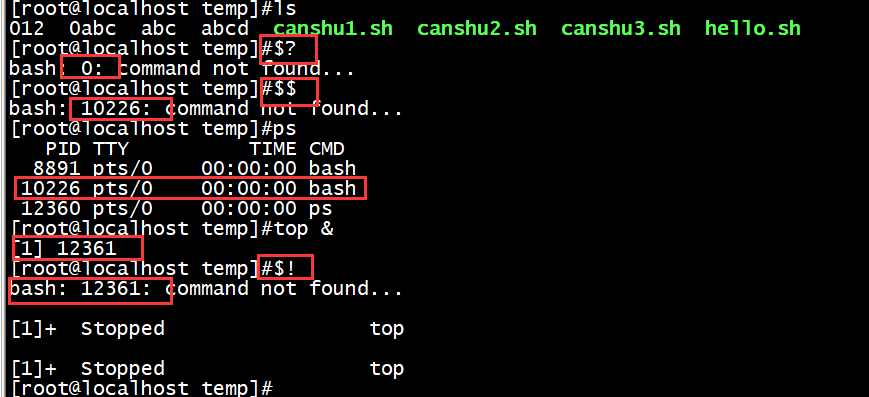 [root@localhost temp]#ls
012  0abc  abc  abcd  canshu1.sh  canshu2.sh  canshu3.sh  hello.sh
[root@localhost temp]#$?
bash: 0: command not found...
[root@localhost temp]#$$
bash: 10226: command not found...
[root@localhost temp]#ps
   PID TTY          TIME CMD
  8891 pts/0    00:00:00 bash
 10226 pts/0    00:00:00 bash
 12360 pts/0    00:00:00 ps
[root@localhost temp]#top &
[1] 12361
[root@localhost temp]#$!
bash: 12361: command not found...
[1]+  Stopped                 top
[1]+  Stopped                 top
[root@localhost temp]#